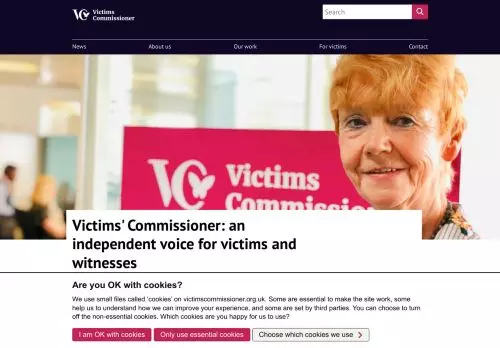 Victims
Commissioner
Search
News
About us
Our work
For victims
Contact
VC Victims
Commissioner
Victims' Commissioner: an
independent voice for victims and
witnesses
Are you OK with cookies?
We use small files called 'cookies' on victimscommissioner.org.uk. Some are essential to make the site work, some
help us to understand how we can improve your experience, and some are set by third parties. You can choose to turn
off the non-essential cookies. Which cookies are you happy for us to use?
I am OK with cookies
Only use essential cookies
Choose which cookies we use